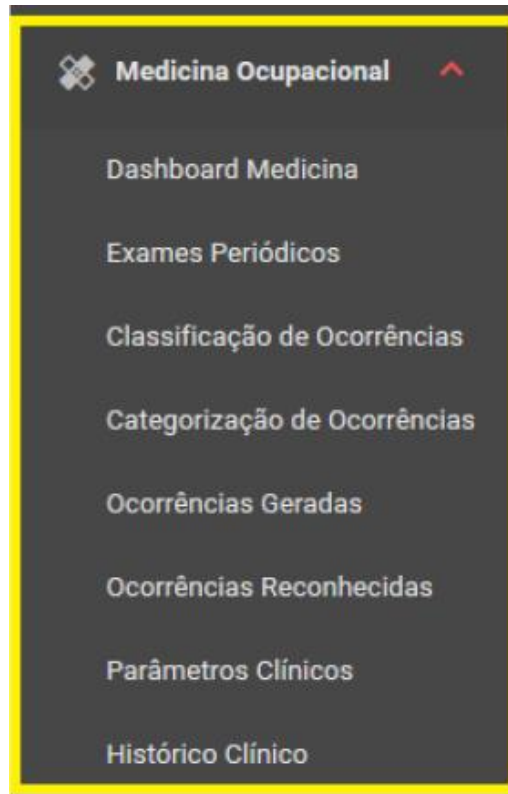 Medicina Ocupacional
Dashboard Medicina
Exames Periódicos
Classificação de Ocorrências
Categorização de Ocorrências
Ocorrências Geradas
Ocorrências Reconhecidas
Parâmetros Clínicos
Histórico Clínico